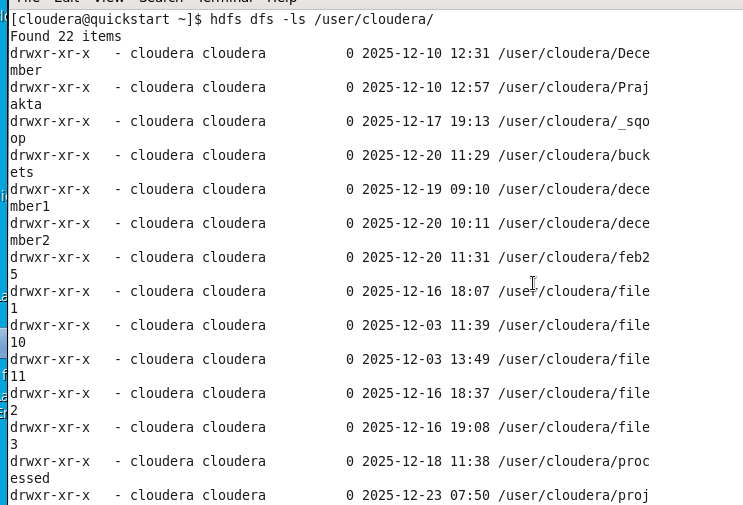 [cloudera@quickstart ~]$ hdfs dfs -ls /user/cloudera/
Found 22 items
drwxr-xr-x   - cloudera cloudera          0 2025-12-10 12:31 /user/cloudera/Dece
mber
drwxr-xr-x   - cloudera cloudera          0 2025-12-10 12:57 /user/cloudera/Praj
akta
drwxr-xr-x   - cloudera cloudera          0 2025-12-17 19:13 /user/cloudera/_sqo
op
drwxr-xr-x   - cloudera cloudera          0 2025-12-20 11:29 /user/cloudera/buck
ets
drwxr-xr-x   - cloudera cloudera          0 2025-12-19 09:10 /user/cloudera/dece
mber1
drwxr-xr-x   - cloudera cloudera          0 2025-12-20 10:11 /user/cloudera/dece
mber2
drwxr-xr-x   - cloudera cloudera          0 2025-12-20 11:31 /user/cloudera/feb2
5
drwxr-xr-x   - cloudera cloudera          0 2025-12-16 18:07 /user/cloudera/file
1
drwxr-xr-x   - cloudera cloudera          0 2025-12-03 11:39 /user/cloudera/file
10
drwxr-xr-x   - cloudera cloudera          0 2025-12-03 13:49 /user/cloudera/file
11
drwxr-xr-x   - cloudera cloudera          0 2025-12-16 18:37 /user/cloudera/file
2
drwxr-xr-x   - cloudera cloudera          0 2025-12-16 19:08 /user/cloudera/file
3
drwxr-xr-x   - cloudera cloudera          0 2025-12-18 11:38 /user/cloudera/proc
essed
drwxr-xr-x   - cloudera cloudera          0 2025-12-23 07:50 /user/cloudera/proj